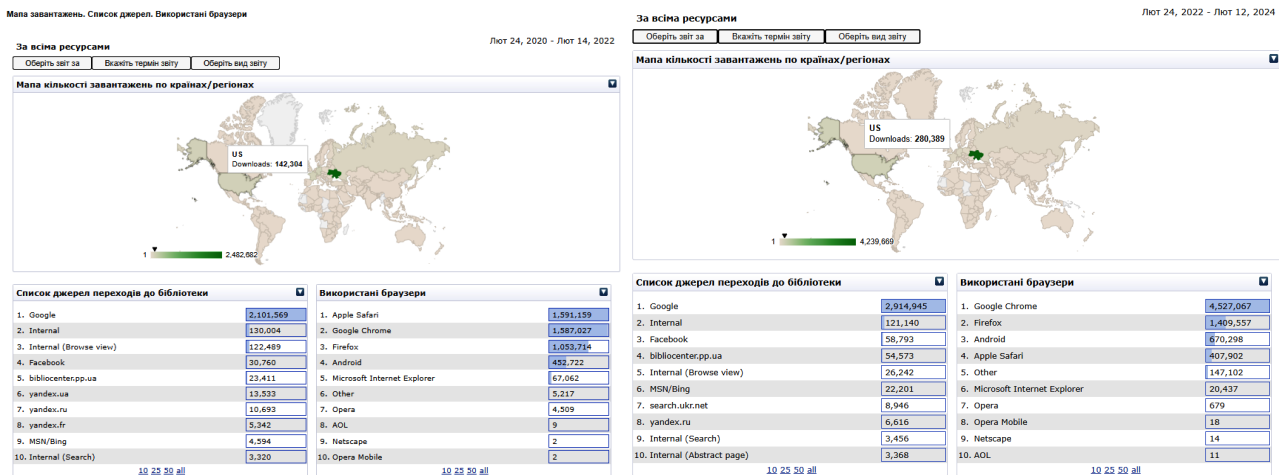 Мапа завантажень. Список джерел. Використані браузери
Лют 24, 2020 - Лют 14, 2022
За всіма ресурсами
Оберіть звіт за Вкажіть термін звіту Оберіть вид звіту
Мапа кількості завантажень по країнах/регіонах
US
Downloads: 142,304
1 2,482,682
Список джерел переходів до бібліотеки
1. Google 2,101,569
2. Internal 130,004
3. Internal (Browse view) 122,489
4. Facebook 30,760
5. bibliocenter.pp.ua 23,411
6. yandex.ua 13,533
7. yandex.ru 10,693
8. yandex.fr 5,342
9. MSN/Bing 4,594
10. Internal (Search) 3,320
10 25 50 all
Використані браузери
1. Apple Safari 1,591,159
2. Google Chrome 1,587,027
3. Firefox 1,053,714
4. Android 452,722
5. Microsoft Internet Explorer 67,062
6. Other 5,217
7. Opera 4,509
8. AOL 9
9. Netscape 2
10. Opera Mobile 2
10 25 50 all
Лют 24, 2022 - Лют 12, 2024
За всіма ресурсами
Оберіть звіт за Вкажіть термін звіту Оберіть вид звіту
Мапа кількості завантажень по країнах/регіонах
US
Downloads: 280,389
1 4,239,669
Список джерел переходів до бібліотеки
1. Google 2,914,945
2. Internal 121,140
3. Facebook 58,793
4. bibliocenter.pp.ua 54,573
5. Internal (Browse view) 26,242
6. MSN/Bing 22,201
7. search.ukr.net 8,946
8. yandex.ru 6,616
9. Internal (Search) 3,456
10. Internal (Abstract page) 3,368
10 25 50 all
Використані браузери
1. Google Chrome 4,527,067
2. Firefox 1,409,557
3. Android 670,298
4. Apple Safari 407,902
5. Other 147,102
6. Microsoft Internet Explorer 20,437
7. Opera 679
8. Opera Mobile 18
9. Netscape 14
10. AOL 11
10 25 50 all